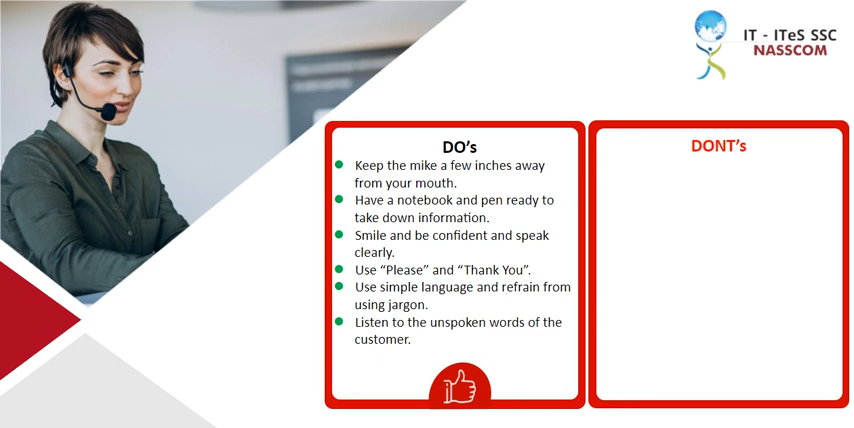 IT - ITeS SSC
NASSCOM
DO’s
Keep the mike a few inches away
from your mouth.
Have a notebook and pen ready to
take down information.
Smile and be confident and speak
clearly.
Use “Please” and “Thank You”.
Use simple language and refrain from
using jargon.
Listen to the unspoken words of the
customer.
DONT’s